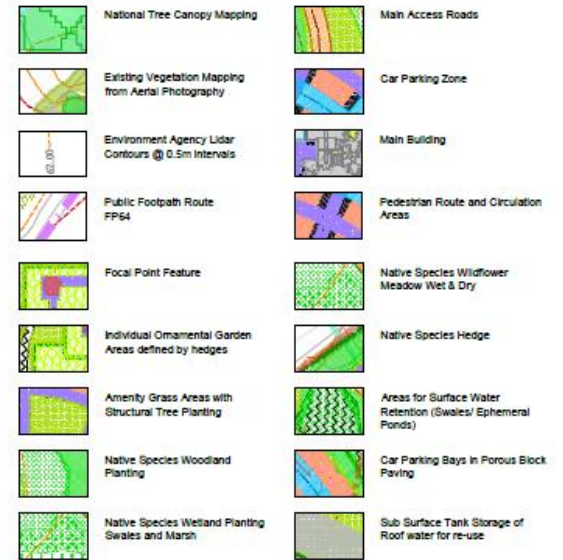 National Tree Canopy Mapping
Existing Vegetation Mapping
from Aerial Photography
Environment Agency Lidar
Contours @ 0.5m Intervals
62.60
Public Footpath Route
FP64
Focal Point Feature
Individual Ornamental Garden
Areas defined by hedges
Amenity Grass Areas with
Structural Tree Planting
Native Species Woodland
Planting
Native Species Wetland Planting
Swales and Marsh
Main Access Roads
Car Parking Zone
Main Building
Pedestrian Route and Circulation
Areas
Native Species Wildflower
Meadow Wet & Dry
Native Species Hedge
Areas for Surface Water
Retention (Swales/ Ephemeral
Ponds)
Car Parking Bays in Porous Block
Paving
Sub Surface Tank Storage of
Roof water for re-use